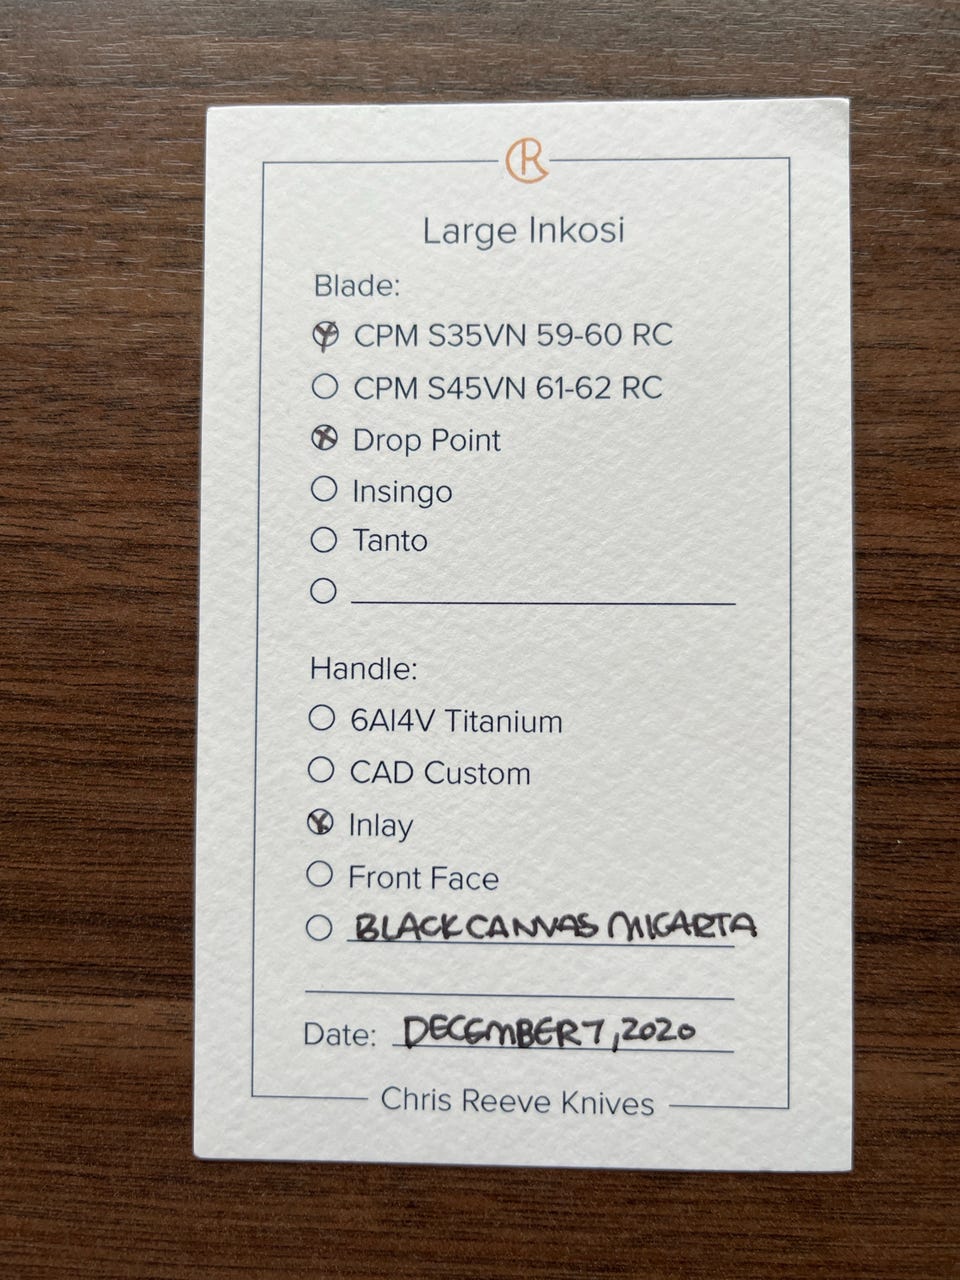 CR
Large Inkosi
Blade:
CPM S35VN 59-60 RC
CPM S45VN 61-62 RC
Drop Point
Insingo
Tanto
Handle:
6Al4V Titanium
CAD Custom
Inlay
Front Face
BLACK CANVAS MICARTA
Date: DECEMBER 7, 2020
Chris Reeve Knives